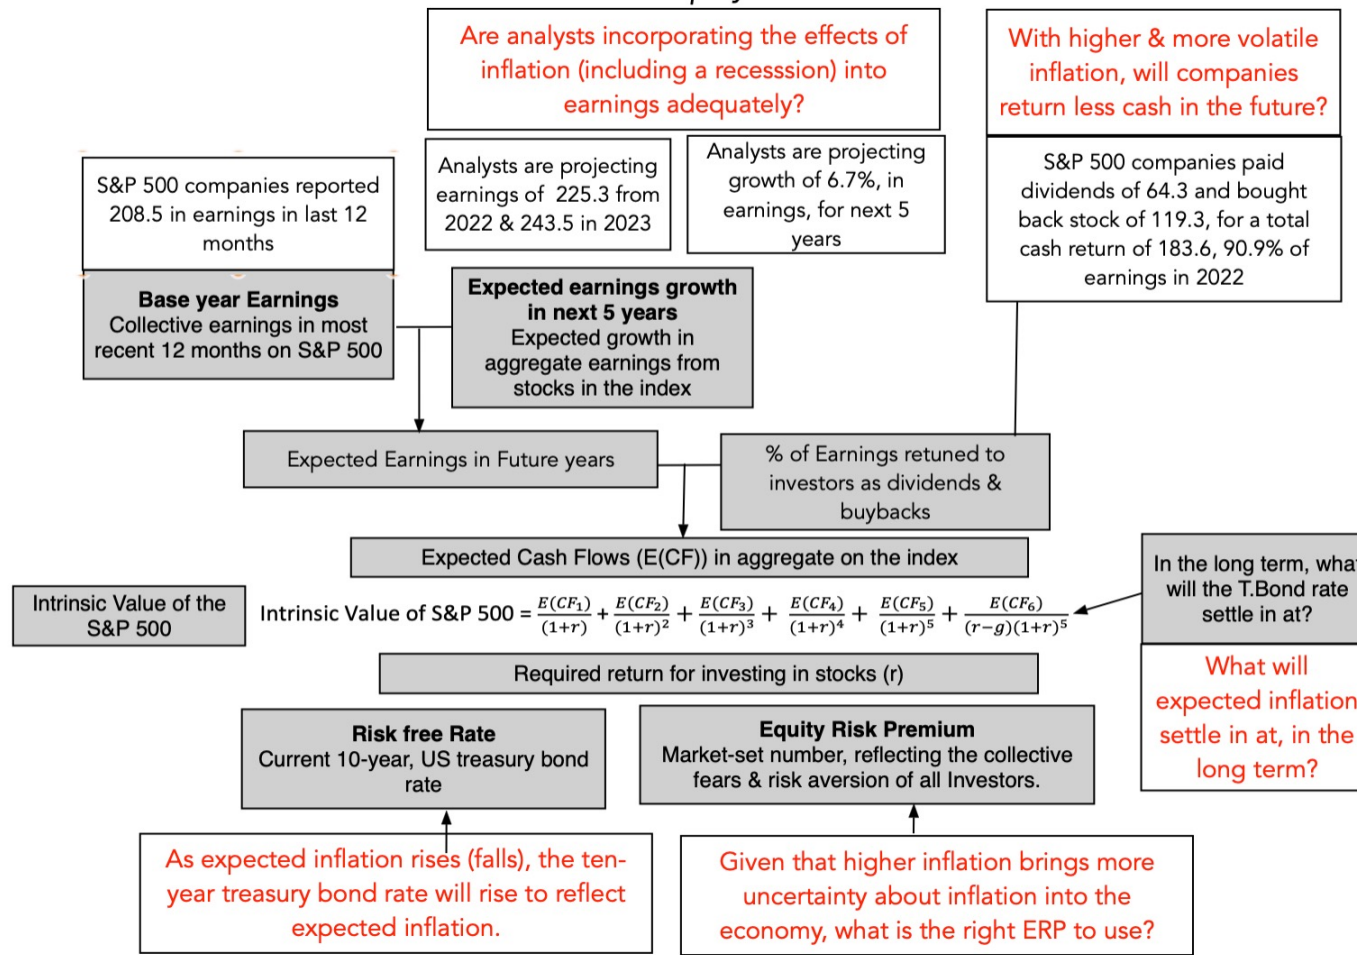 Are analysts incorporating the effects of
inflation (including a recesssion) into
earnings adequately?
With higher & more volatile
inflation, will companies
return less cash in the future?
S&P 500 companies reported
208.5 in earnings in last 12
months
Analysts are projecting
earnings of 225.3 from
2022 & 243.5 in 2023
Analysts are projecting
growth of 6.7%, in
earnings, for next 5
years
S&P 500 companies paid
dividends of 64.3 and bought
back stock of 119.3, for a total
cash return of 183.6, 90.9% of
earnings in 2022
Base year Earnings
Collective earnings in most
recent 12 months on S&P 500
Expected earnings growth
in next 5 years
Expected growth in
aggregate earnings from
stocks in the index
Expected Earnings in Future years
% of Earnings retuned to
investors as dividends &
buybacks
Expected Cash Flows (E(CF)) in aggregate on the index
In the long term, what
will the T.Bond rate
settle in at?
Intrinsic Value of the
S&P 500
Intrinsic Value of S&P 500 = E(CF₁)/(1+r) + E(CF₂)/(1+r)² + E(CF₃)/(1+r)³ + E(CF₄)/(1+r)⁴ + E(CF₅)/(1+r)⁵ + E(CF₆)/(r−g)(1+r)⁵
What will
expected inflation
settle in at, in the
long term?
Required return for investing in stocks (r)
Risk free Rate
Current 10-year, US treasury bond
rate
Equity Risk Premium
Market-set number, reflecting the collective
fears & risk aversion of all Investors.
As expected inflation rises (falls), the ten-
year treasury bond rate will rise to reflect
expected inflation.
Given that higher inflation brings more
uncertainty about inflation into the
economy, what is the right ERP to use?